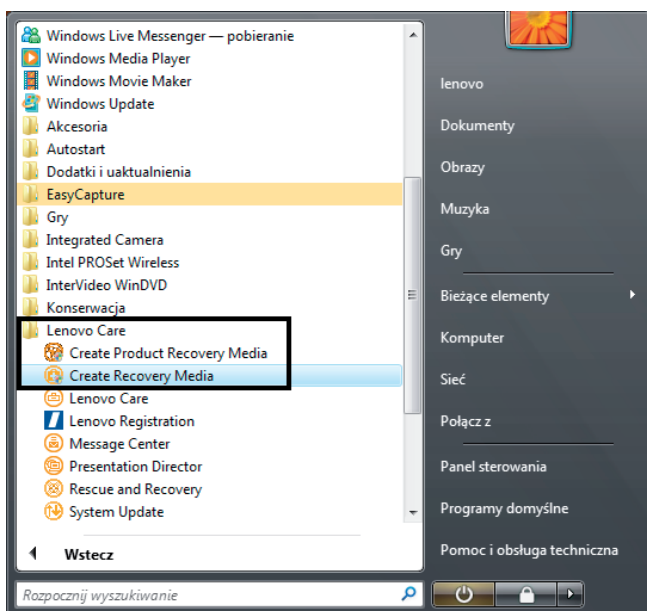 Windows Live Messenger — pobieranie
Windows Media Player
Windows Movie Maker
Windows Update
Akcesoria
Autostart
Dodatki i uaktualnienia
EasyCapture
Gry
Integrated Camera
Intel PROSet Wireless
InterVideo WinDVD
Konserwacja
Lenovo Care
Create Product Recovery Media
Create Recovery Media
Lenovo Care
Lenovo Registration
Message Center
Presentation Director
Rescue and Recovery
System Update
Wstecz
Rozpocznij wyszukiwanie
lenovo
Dokumenty
Obrazy
Muzyka
Gry
Bieżące elementy
Komputer
Sieć
Połącz z
Panel sterowania
Programy domyślne
Pomoc i obsługa techniczna